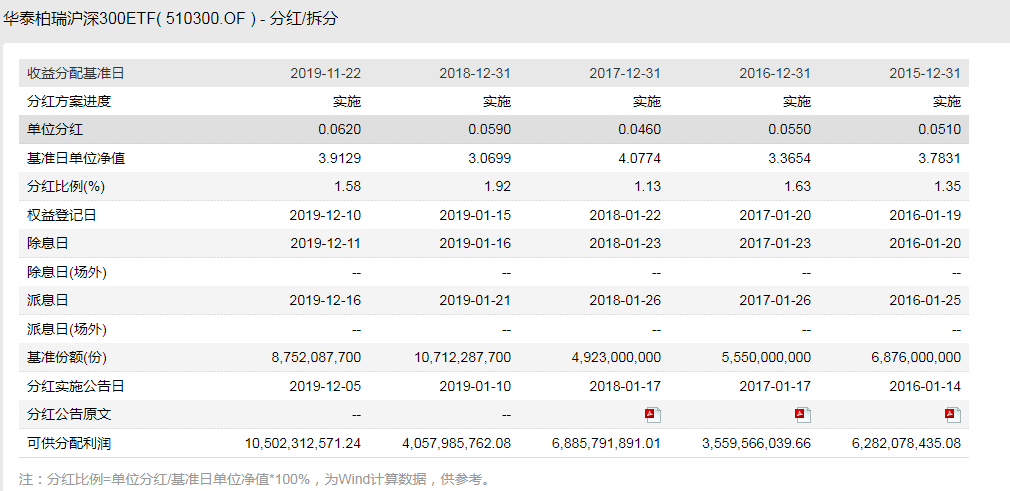 华泰柏瑞沪深300ETF( 510300.OF ) - 分红/拆分
收益分配基准日 2019-11-22 2018-12-31 2017-12-31 2016-12-31 2015-12-31
分红方案进度 实施 实施 实施 实施 实施
单位分红 0.0620 0.0590 0.0460 0.0550 0.0510
基准日单位净值 3.9129 3.0699 4.0774 3.3654 3.7831
分红比例(%) 1.58 1.92 1.13 1.63 1.35
权益登记日 2019-12-10 2019-01-15 2018-01-22 2017-01-20 2016-01-19
除息日 2019-12-11 2019-01-16 2018-01-23 2017-01-23 2016-01-20
除息日(场外) -- -- -- -- --
派息日 2019-12-16 2019-01-21 2018-01-26 2017-01-26 2016-01-25
派息日(场外) -- -- -- -- --
基准份额(份) 8,752,087,700 10,712,287,700 4,923,000,000 5,550,000,000 6,876,000,000
分红实施公告日 2019-12-05 2019-01-10 2018-01-17 2017-01-17 2016-01-14
分红公告原文 -- --
可供分配利润 10,502,312,571.24 4,057,985,762.08 6,885,791,891.01 3,559,566,039.66 6,282,078,435.08
注：分红比例=单位分红/基准日单位净值*100%，为Wind计算数据，供参考。